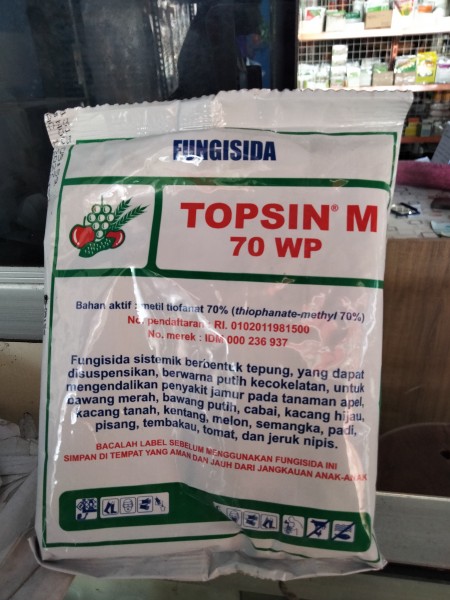 FUNGISIDA
TOPSIN® M
70 WP
Bahan aktif : metil tiofanat 70% (thiophanate-methyl 70%)
No. pendaftaran : RI. 0102011981500
No. merek : IDM 000 236 937
Fungisida sistemik berbentuk tepung, yang dapat
disuspensikan, berwarna putih kecokelatan, untuk
mengendalikan penyakit jamur pada tanaman apel,
bawang merah, bawang putih, cabai, kacang hijau,
kacang tanah, kentang, melon, semangka, padi,
pisang, tembakau, tomat, dan jeruk nipis.
BACALAH LABEL SEBELUM MENGGUNAKAN FUNGISIDA INI
SIMPAN DI TEMPAT YANG AMAN DAN JAUH DARI JANGKAUAN ANAK-ANAK